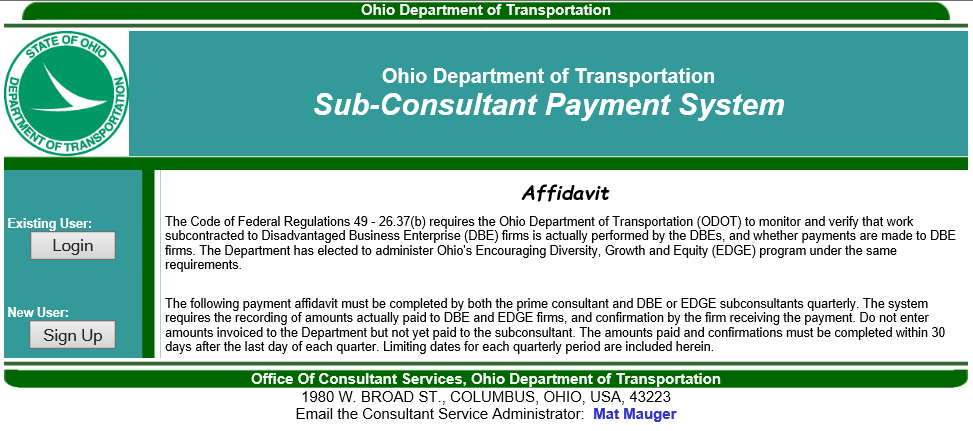 Ohio Department of Transportation
STATE OF OHIO
DEPARTMENT OF TRANSPORTATION
Ohio Department of Transportation
Sub-Consultant Payment System
Affidavit
Existing User:
Login
The Code of Federal Regulations 49 - 26.37(b) requires the Ohio Department of Transportation (ODOT) to monitor and verify that work
subcontracted to Disadvantaged Business Enterprise (DBE) firms is actually performed by the DBEs, and whether payments are made to DBE
firms. The Department has elected to administer Ohio's Encouraging Diversity, Growth and Equity (EDGE) program under the same
requirements.
New User:
Sign Up
The following payment affidavit must be completed by both the prime consultant and DBE or EDGE subconsultants quarterly. The system
requires the recording of amounts actually paid to DBE and EDGE firms, and confirmation by the firm receiving the payment. Do not enter
amounts invoiced to the Department but not yet paid to the subconsultant. The amounts paid and confirmations must be completed within 30
days after the last day of each quarter. Limiting dates for each quarterly period are included herein.
Office Of Consultant Services, Ohio Department of Transportation
1980 W. BROAD ST., COLUMBUS, OHIO, USA, 43223
Email the Consultant Service Administrator: Mat Mauger